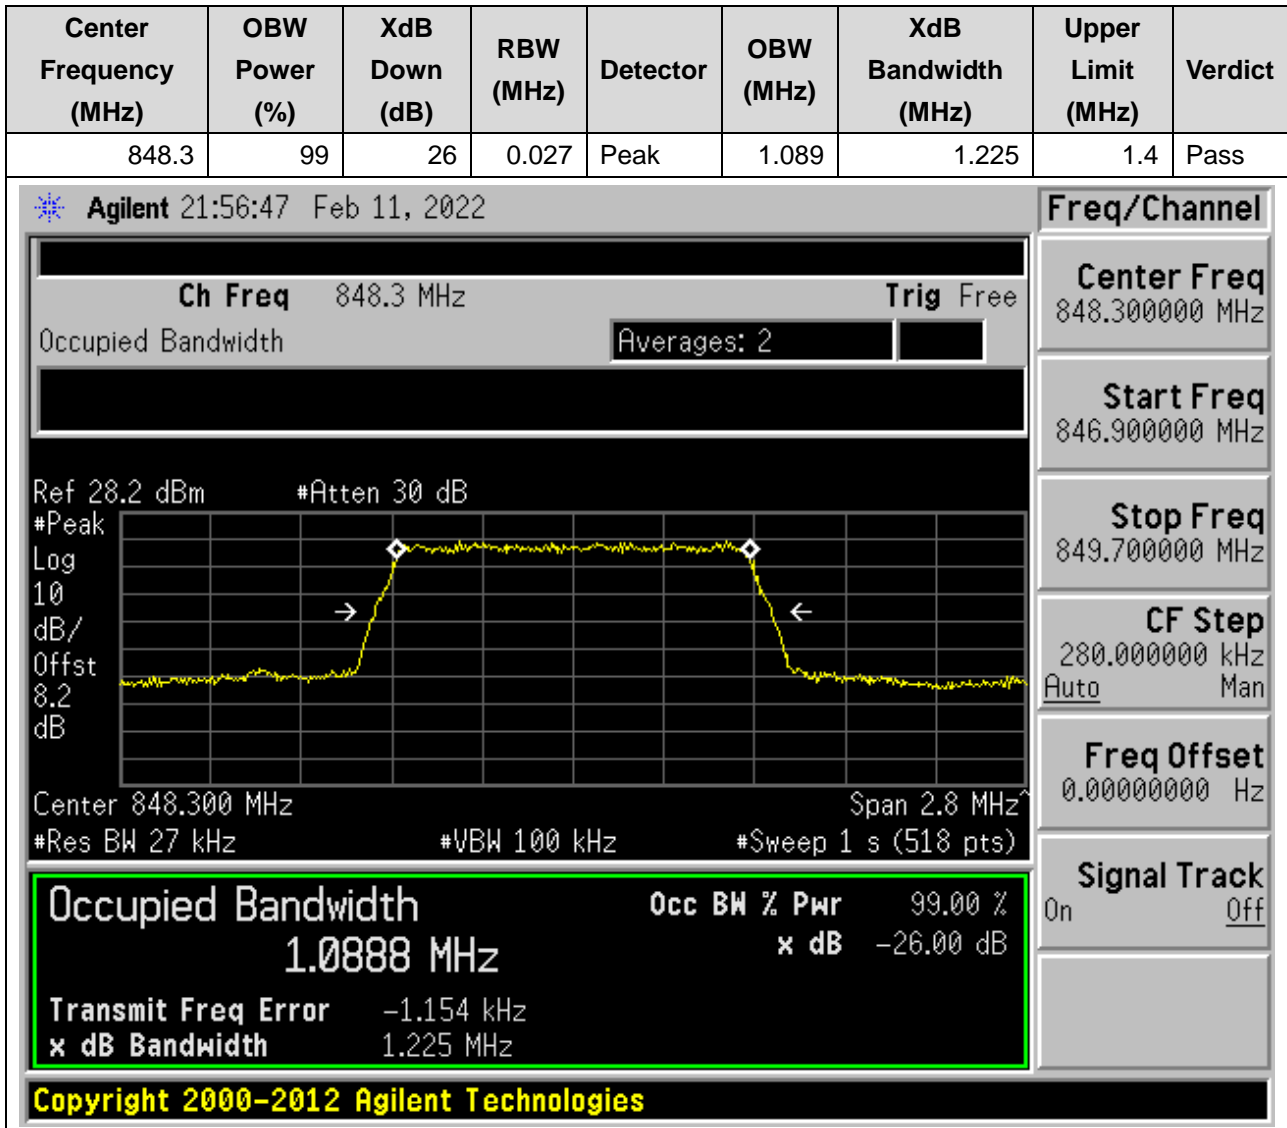 Center Frequency (MHz) OBW Power (%) XdB Down (dB) RBW (MHz) Detector OBW (MHz) XdB Bandwidth (MHz) Upper Limit (MHz) Verdict
848.3 99 26 0.027 Peak 1.089 1.225 1.4 Pass
Agilent 21:56:47 Feb 11, 2022
Ch Freq 848.3 MHz Trig Free
Occupied Bandwidth Averages: 2
Ref 28.2 dBm #Atten 30 dB
#Peak
Log
10
dB/
Offst
8.2
dB
Center 848.300 MHz Span 2.8 MHz^
#Res BW 27 kHz #VBW 100 kHz #Sweep 1 s (518 pts)
Occupied Bandwidth Occ BW % Pwr 99.00 %
1.0888 MHz x dB -26.00 dB
Transmit Freq Error -1.154 kHz
x dB Bandwidth 1.225 MHz
Copyright 2000-2012 Agilent Technologies
Freq/Channel
Center Freq
848.300000 MHz
Start Freq
846.900000 MHz
Stop Freq
849.700000 MHz
CF Step
280.000000 kHz
Auto Man
Freq Offset
0.00000000 Hz
Signal Track
On Off